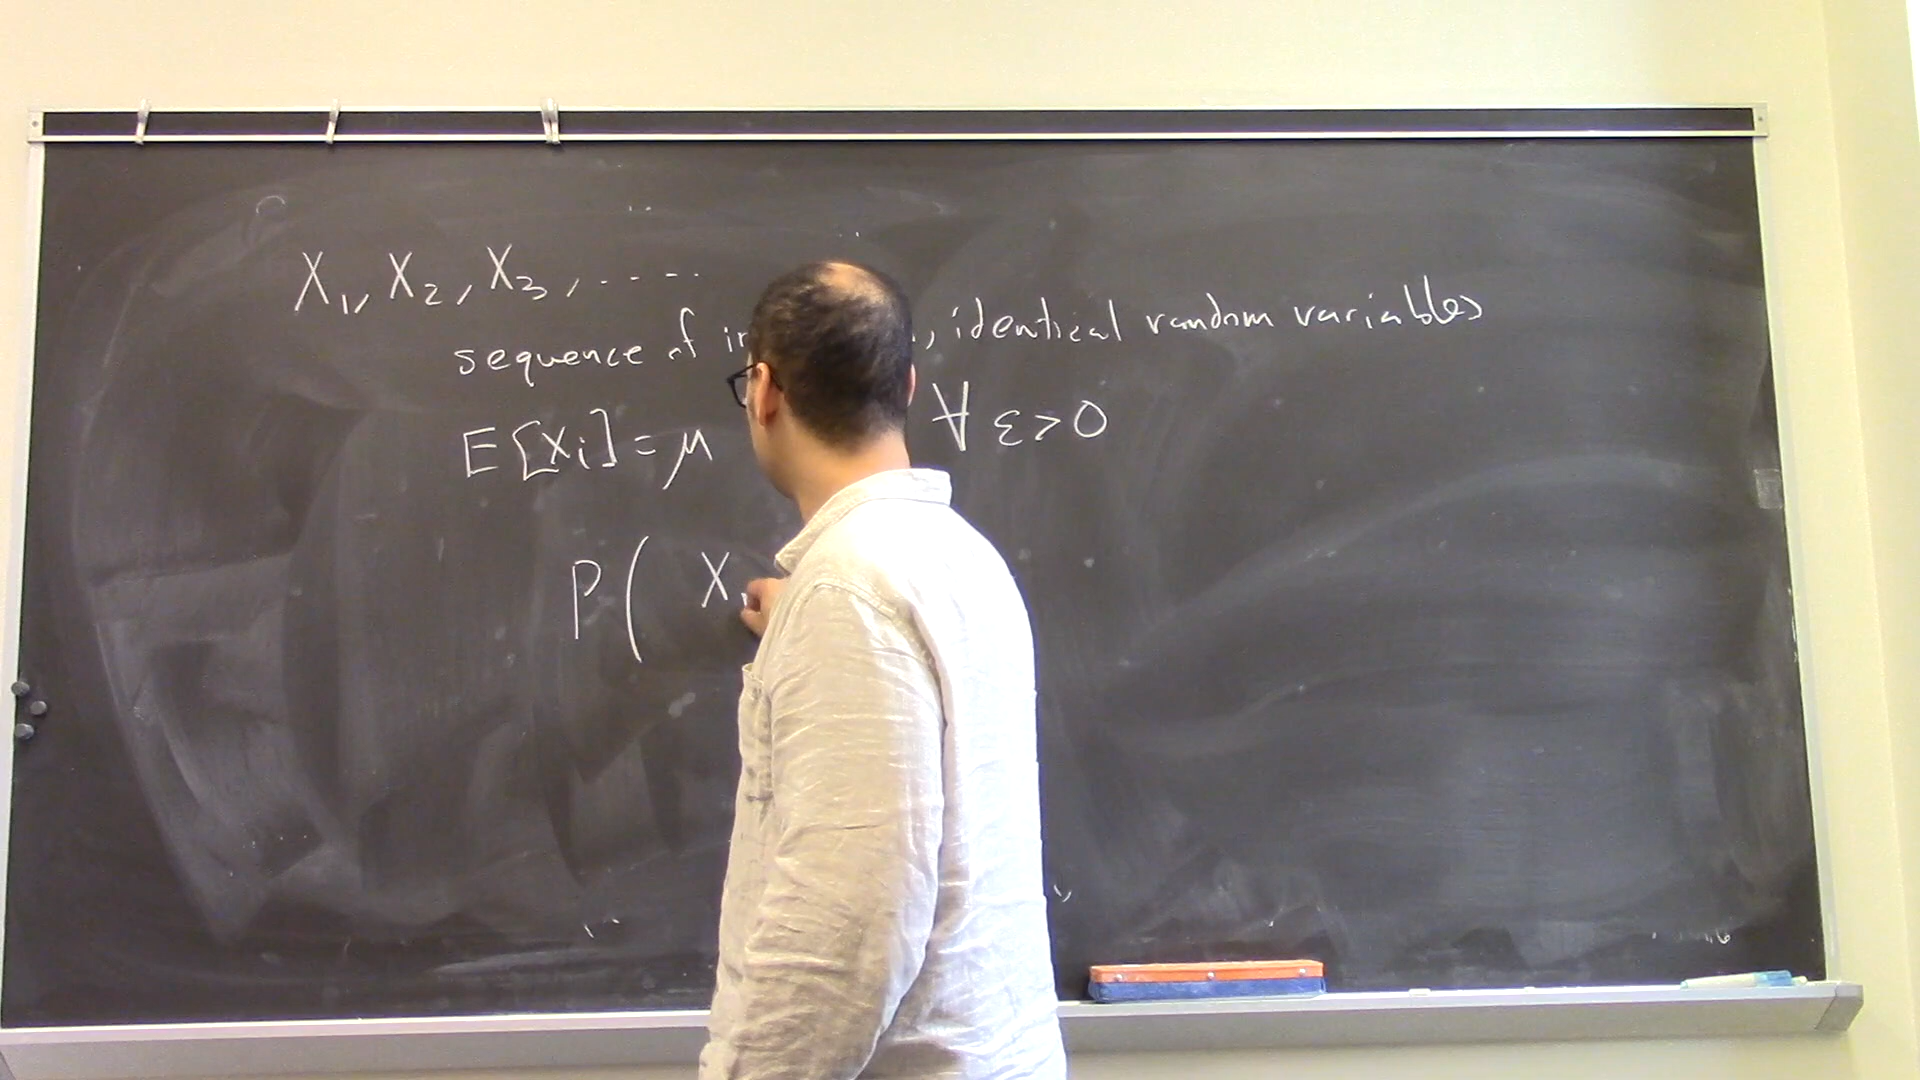 X₁, X₂, X₃, .....
sequence of , identical random variables
E[Xᵢ] = μ ∀ ε > 0
P( X